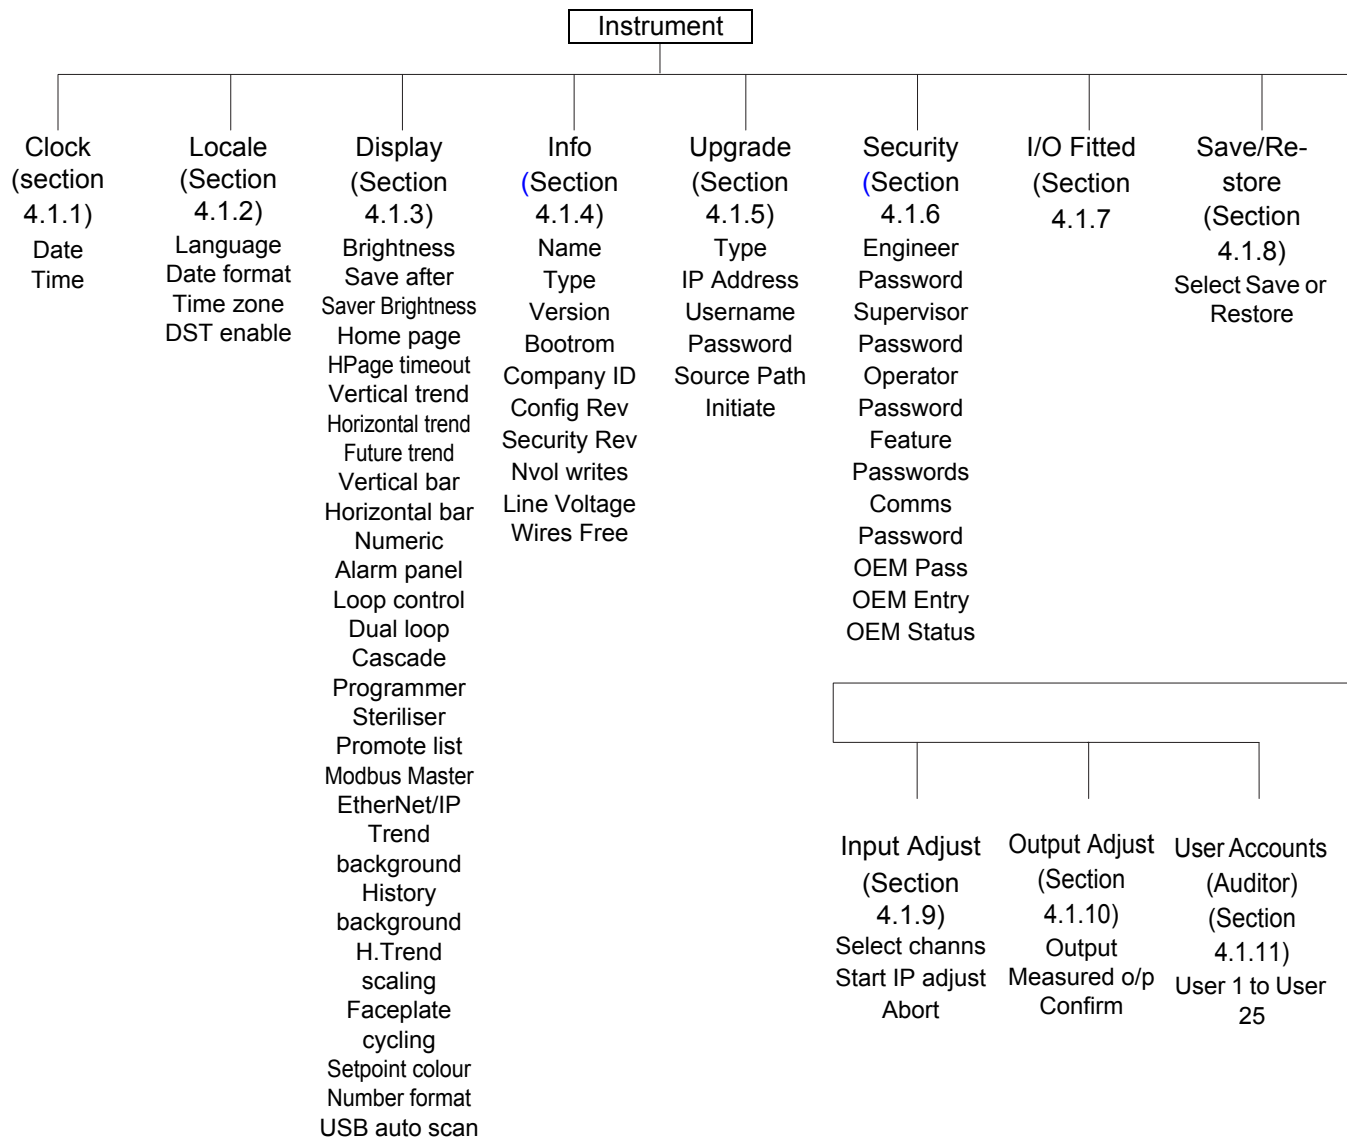 Instrument
Clock
(section
4.1.1)
Date
Time
Locale
(Section
4.1.2)
Language
Date format
Time zone
DST enable
Display
(Section
4.1.3)
Brightness
Save after
Saver Brightness
Home page
HPage timeout
Vertical trend
Horizontal trend
Future trend
Vertical bar
Horizontal bar
Numeric
Alarm panel
Loop control
Dual loop
Cascade
Programmer
Steriliser
Promote list
Modbus Master
EtherNet/IP
Trend
background
History
background
H.Trend
scaling
Faceplate
cycling
Setpoint colour
Number format
USB auto scan
Info
(Section
4.1.4)
Name
Type
Version
Bootrom
Company ID
Config Rev
Security Rev
Nvol writes
Line Voltage
Wires Free
Upgrade
(Section
4.1.5)
Type
IP Address
Username
Password
Source Path
Initiate
Security
(Section
4.1.6
Engineer
Password
Supervisor
Password
Operator
Password
Feature
Passwords
Comms
Password
OEM Pass
OEM Entry
OEM Status
I/O Fitted
(Section
4.1.7
Save/Re-
store
(Section
4.1.8)
Select Save or
Restore
Input Adjust
(Section
4.1.9)
Select channs
Start IP adjust
Abort
Output Adjust
(Section
4.1.10)
Output
Measured o/p
Confirm
User Accounts
(Auditor)
(Section
4.1.11)
User 1 to User
25